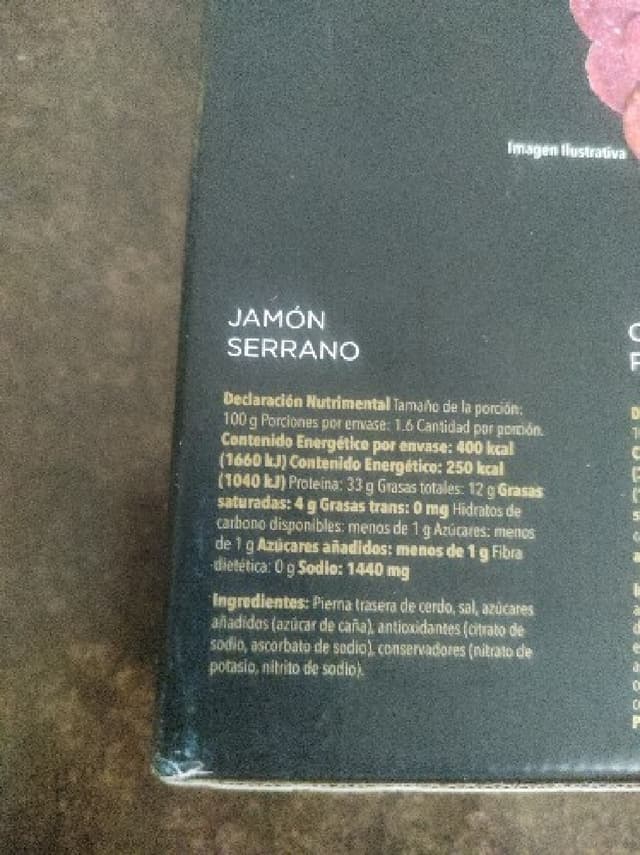 Imagen Ilustrativa
JAMÓN
SERRANO
Declaración Nutrimental Tamaño de la porción:
100 g Porciones por envase: 1.6 Cantidad por porción.
Contenido Energético por envase: 400 kcal
(1660 kJ) Contenido Energético: 250 kcal
(1040 kJ) Proteína: 33 g Grasas totales: 12 g Grasas
saturadas: 4 g Grasas trans: 0 mg Hidratos de
carbono disponibles: menos de 1 g Azúcares: menos
de 1 g Azúcares añadidos: menos de 1 g Fibra
dietética: 0 g Sodio: 1440 mg
Ingredientes: Pierna trasera de cerdo, sal, azúcares
añadidos (azúcar de caña), antioxidantes (citrato de
sodio, ascorbato de sodio), conservadores (nitrato de
potasio, nitrito de sodio).